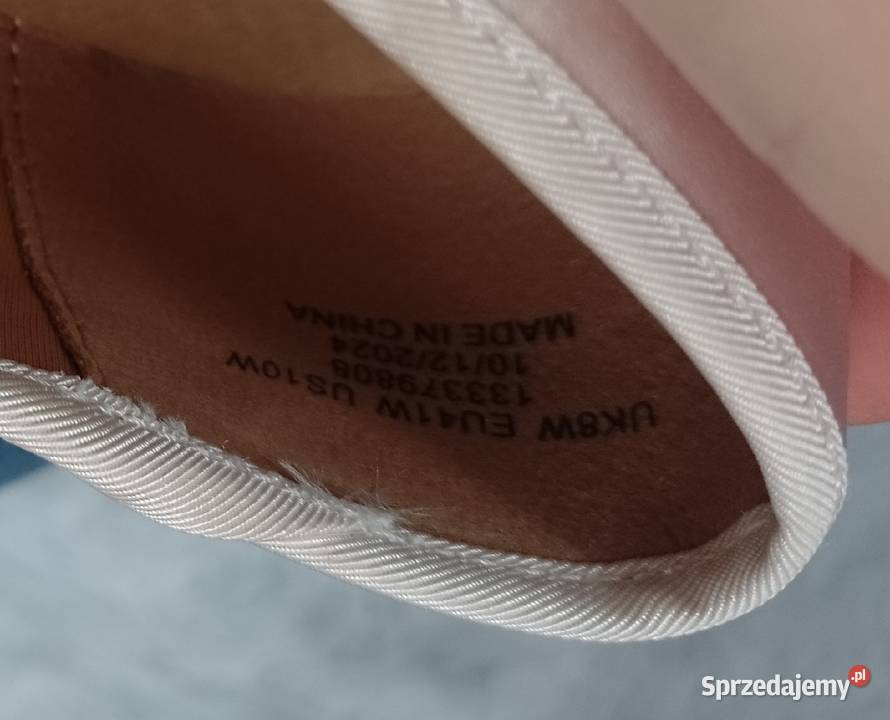 UK8W EU41W US10W
133379808
10/12/2024
MADE IN CHINA
Sprzedajemy.pl